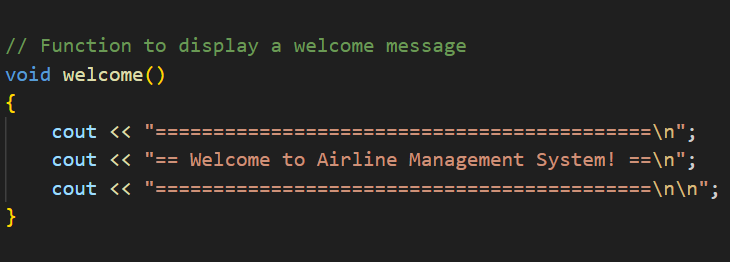 // Function to display a welcome message
void welcome()
{
    cout << "===========================================\n";
    cout << "== Welcome to Airline Management System! ==\n";
    cout << "===========================================\n\n";
}